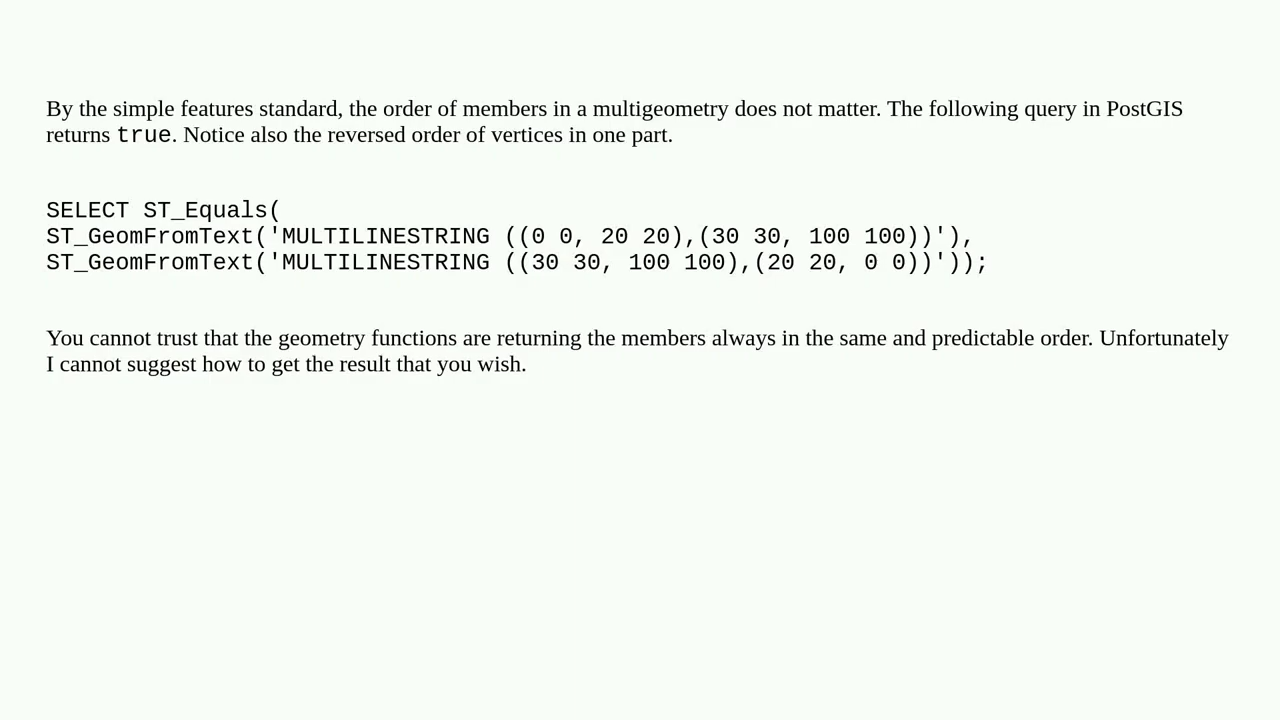 By the simple features standard, the order of members in a multigeometry does not matter. The following query in PostGIS
returns true. Notice also the reversed order of vertices in one part.
SELECT ST_Equals(
ST_GeomFromText('MULTILINESTRING ((0 0, 20 20),(30 30, 100 100))'),
ST_GeomFromText('MULTILINESTRING ((30 30, 100 100),(20 20, 0 0))'));
You cannot trust that the geometry functions are returning the members always in the same and predictable order. Unfortunately
I cannot suggest how to get the result that you wish.